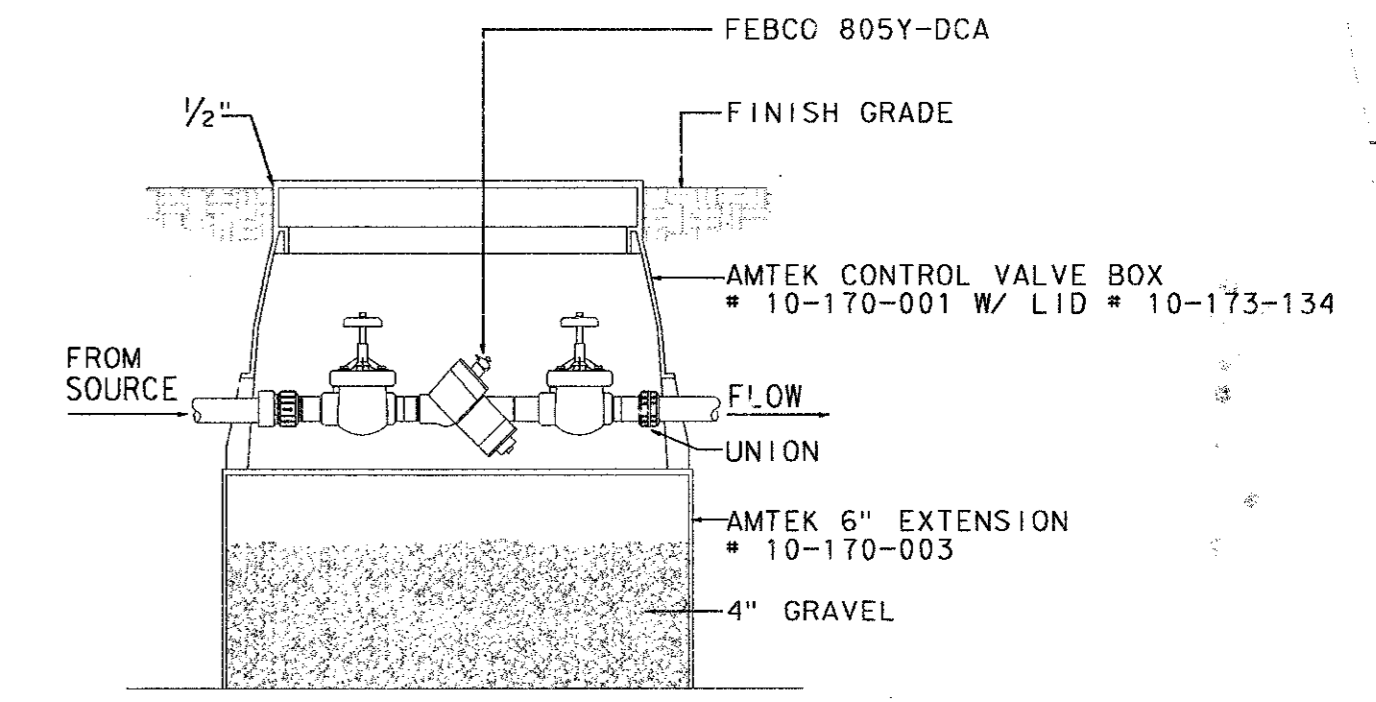 FEBCO 805Y-DCA
1/2"
FINISH GRADE
AMTEK CONTROL VALVE BOX
# 10-170-001 W/ LID # 10-173-134
FROM
SOURCE
FLOW
UNION
AMTEK 6" EXTENSION
# 10-170-003
4" GRAVEL